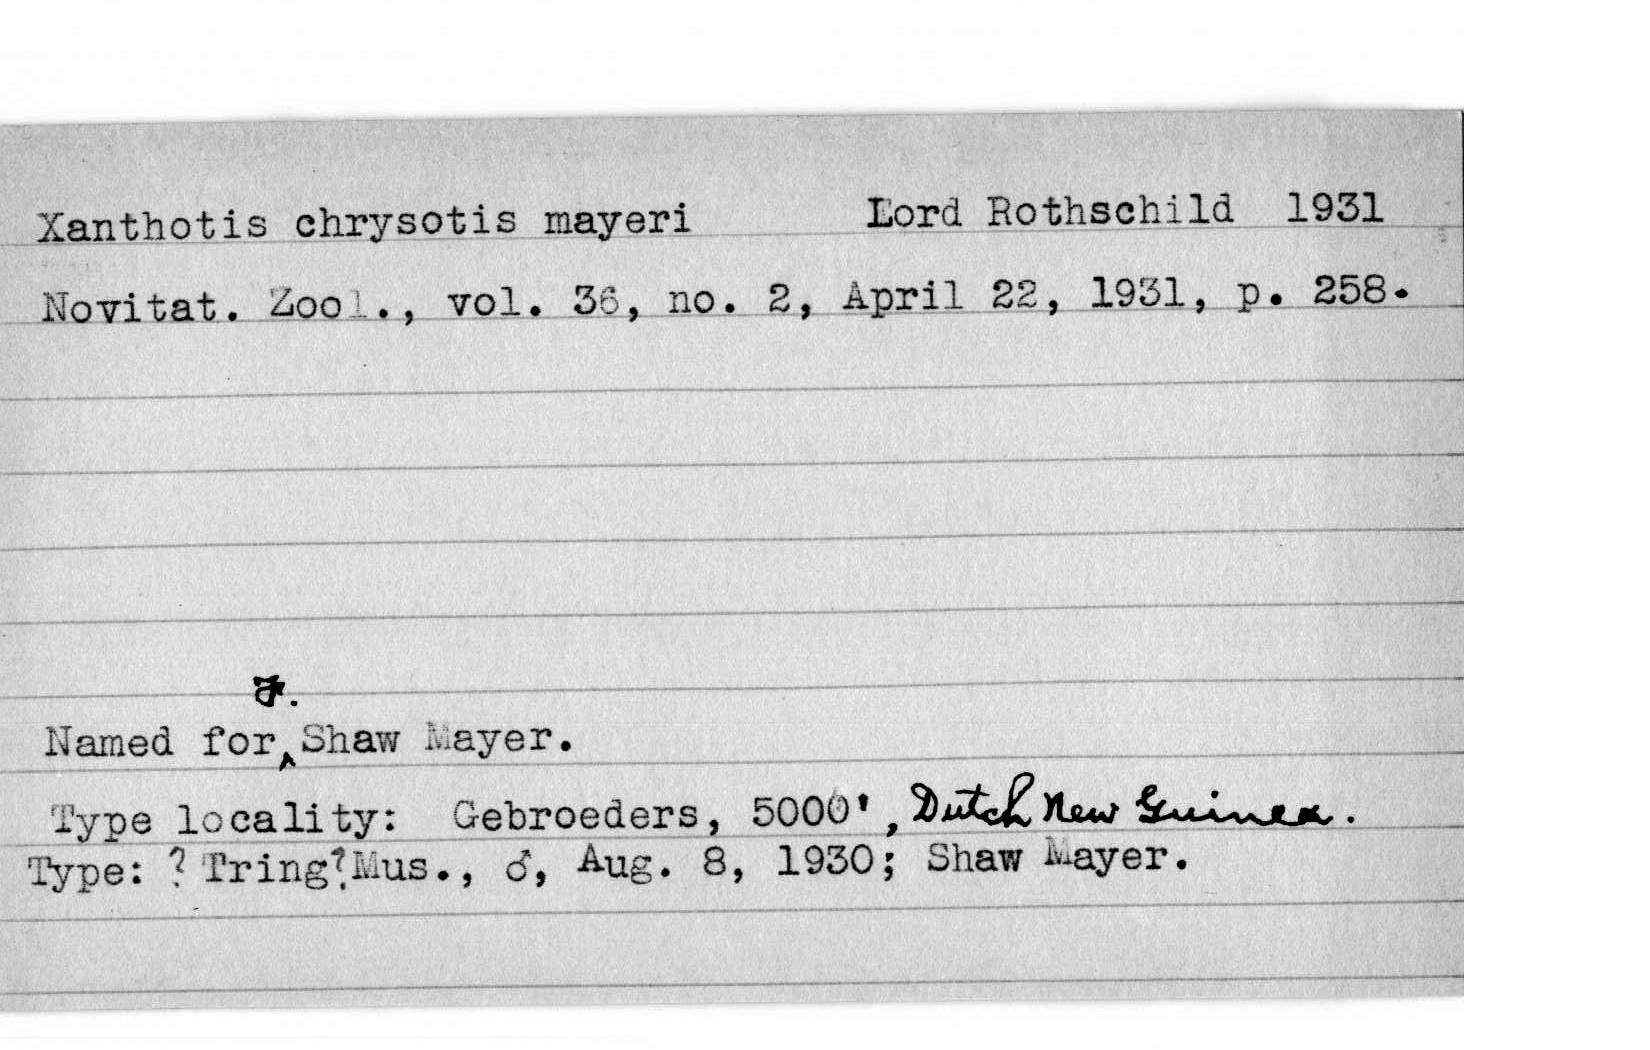 Xanthotis chrysotis mayeri Lord Rothschild 1931
Novitat. Zool., vol. 36, no. 2, April 22, 1931, p. 258.
Named for ‸ Shaw Mayer.
Type locality: Gebroeders, 5000', Dutch New Guinea.
Type: ? Tring? Mus., ♂, Aug. 8, 1930; Shaw Mayer.